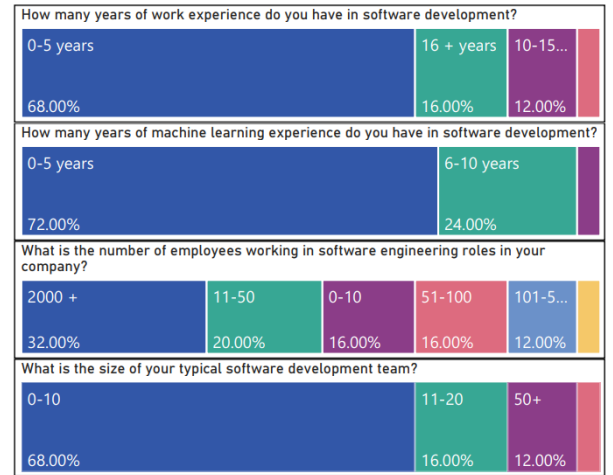 How many years of work experience do you have in software development?
0-5 years 16 + years 10-15...
68.00% 16.00% 12.00%
How many years of machine learning experience do you have in software development?
0-5 years 6-10 years
72.00% 24.00%
What is the number of employees working in software engineering roles in your
company?
2000 + 11-50 0-10 51-100 101-5...
32.00% 20.00% 16.00% 16.00% 12.00%
What is the size of your typical software development team?
0-10 11-20 50+
68.00% 16.00% 12.00%